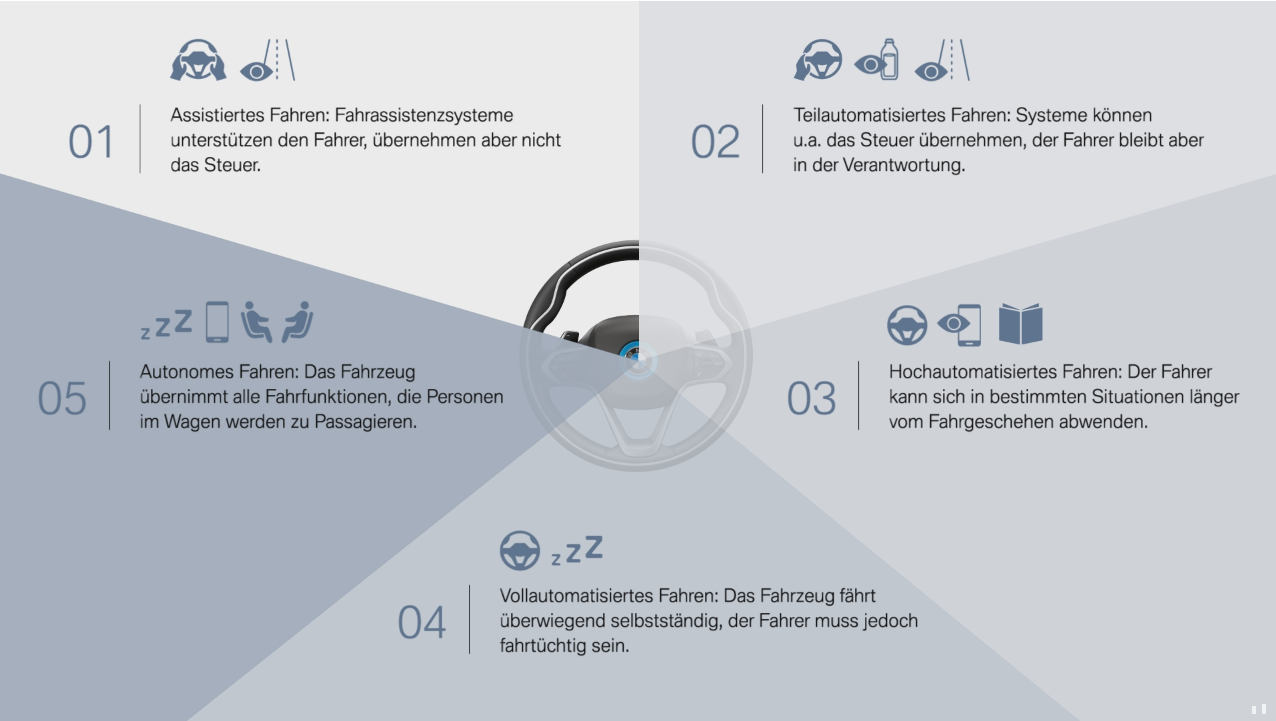 01
Assistiertes Fahren: Fahrassistenzsysteme
unterstützen den Fahrer, übernehmen aber nicht
das Steuer.
02
Teilautomatisiertes Fahren: Systeme können
u.a. das Steuer übernehmen, der Fahrer bleibt aber
in der Verantwortung.
03
Hochautomatisiertes Fahren: Der Fahrer
kann sich in bestimmten Situationen länger
vom Fahrgeschehen abwenden.
04
z z Z
Vollautomatisiertes Fahren: Das Fahrzeug fährt
überwiegend selbstständig, der Fahrer muss jedoch
fahrtüchtig sein.
05
z z Z
Autonomes Fahren: Das Fahrzeug
übernimmt alle Fahrfunktionen, die Personen
im Wagen werden zu Passagieren.